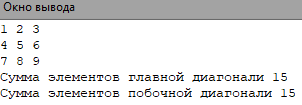 Окно вывода
1 2 3
4 5 6
7 8 9
Сумма элементов главной диагонали 15
Сумма элементов побочной диагонали 15